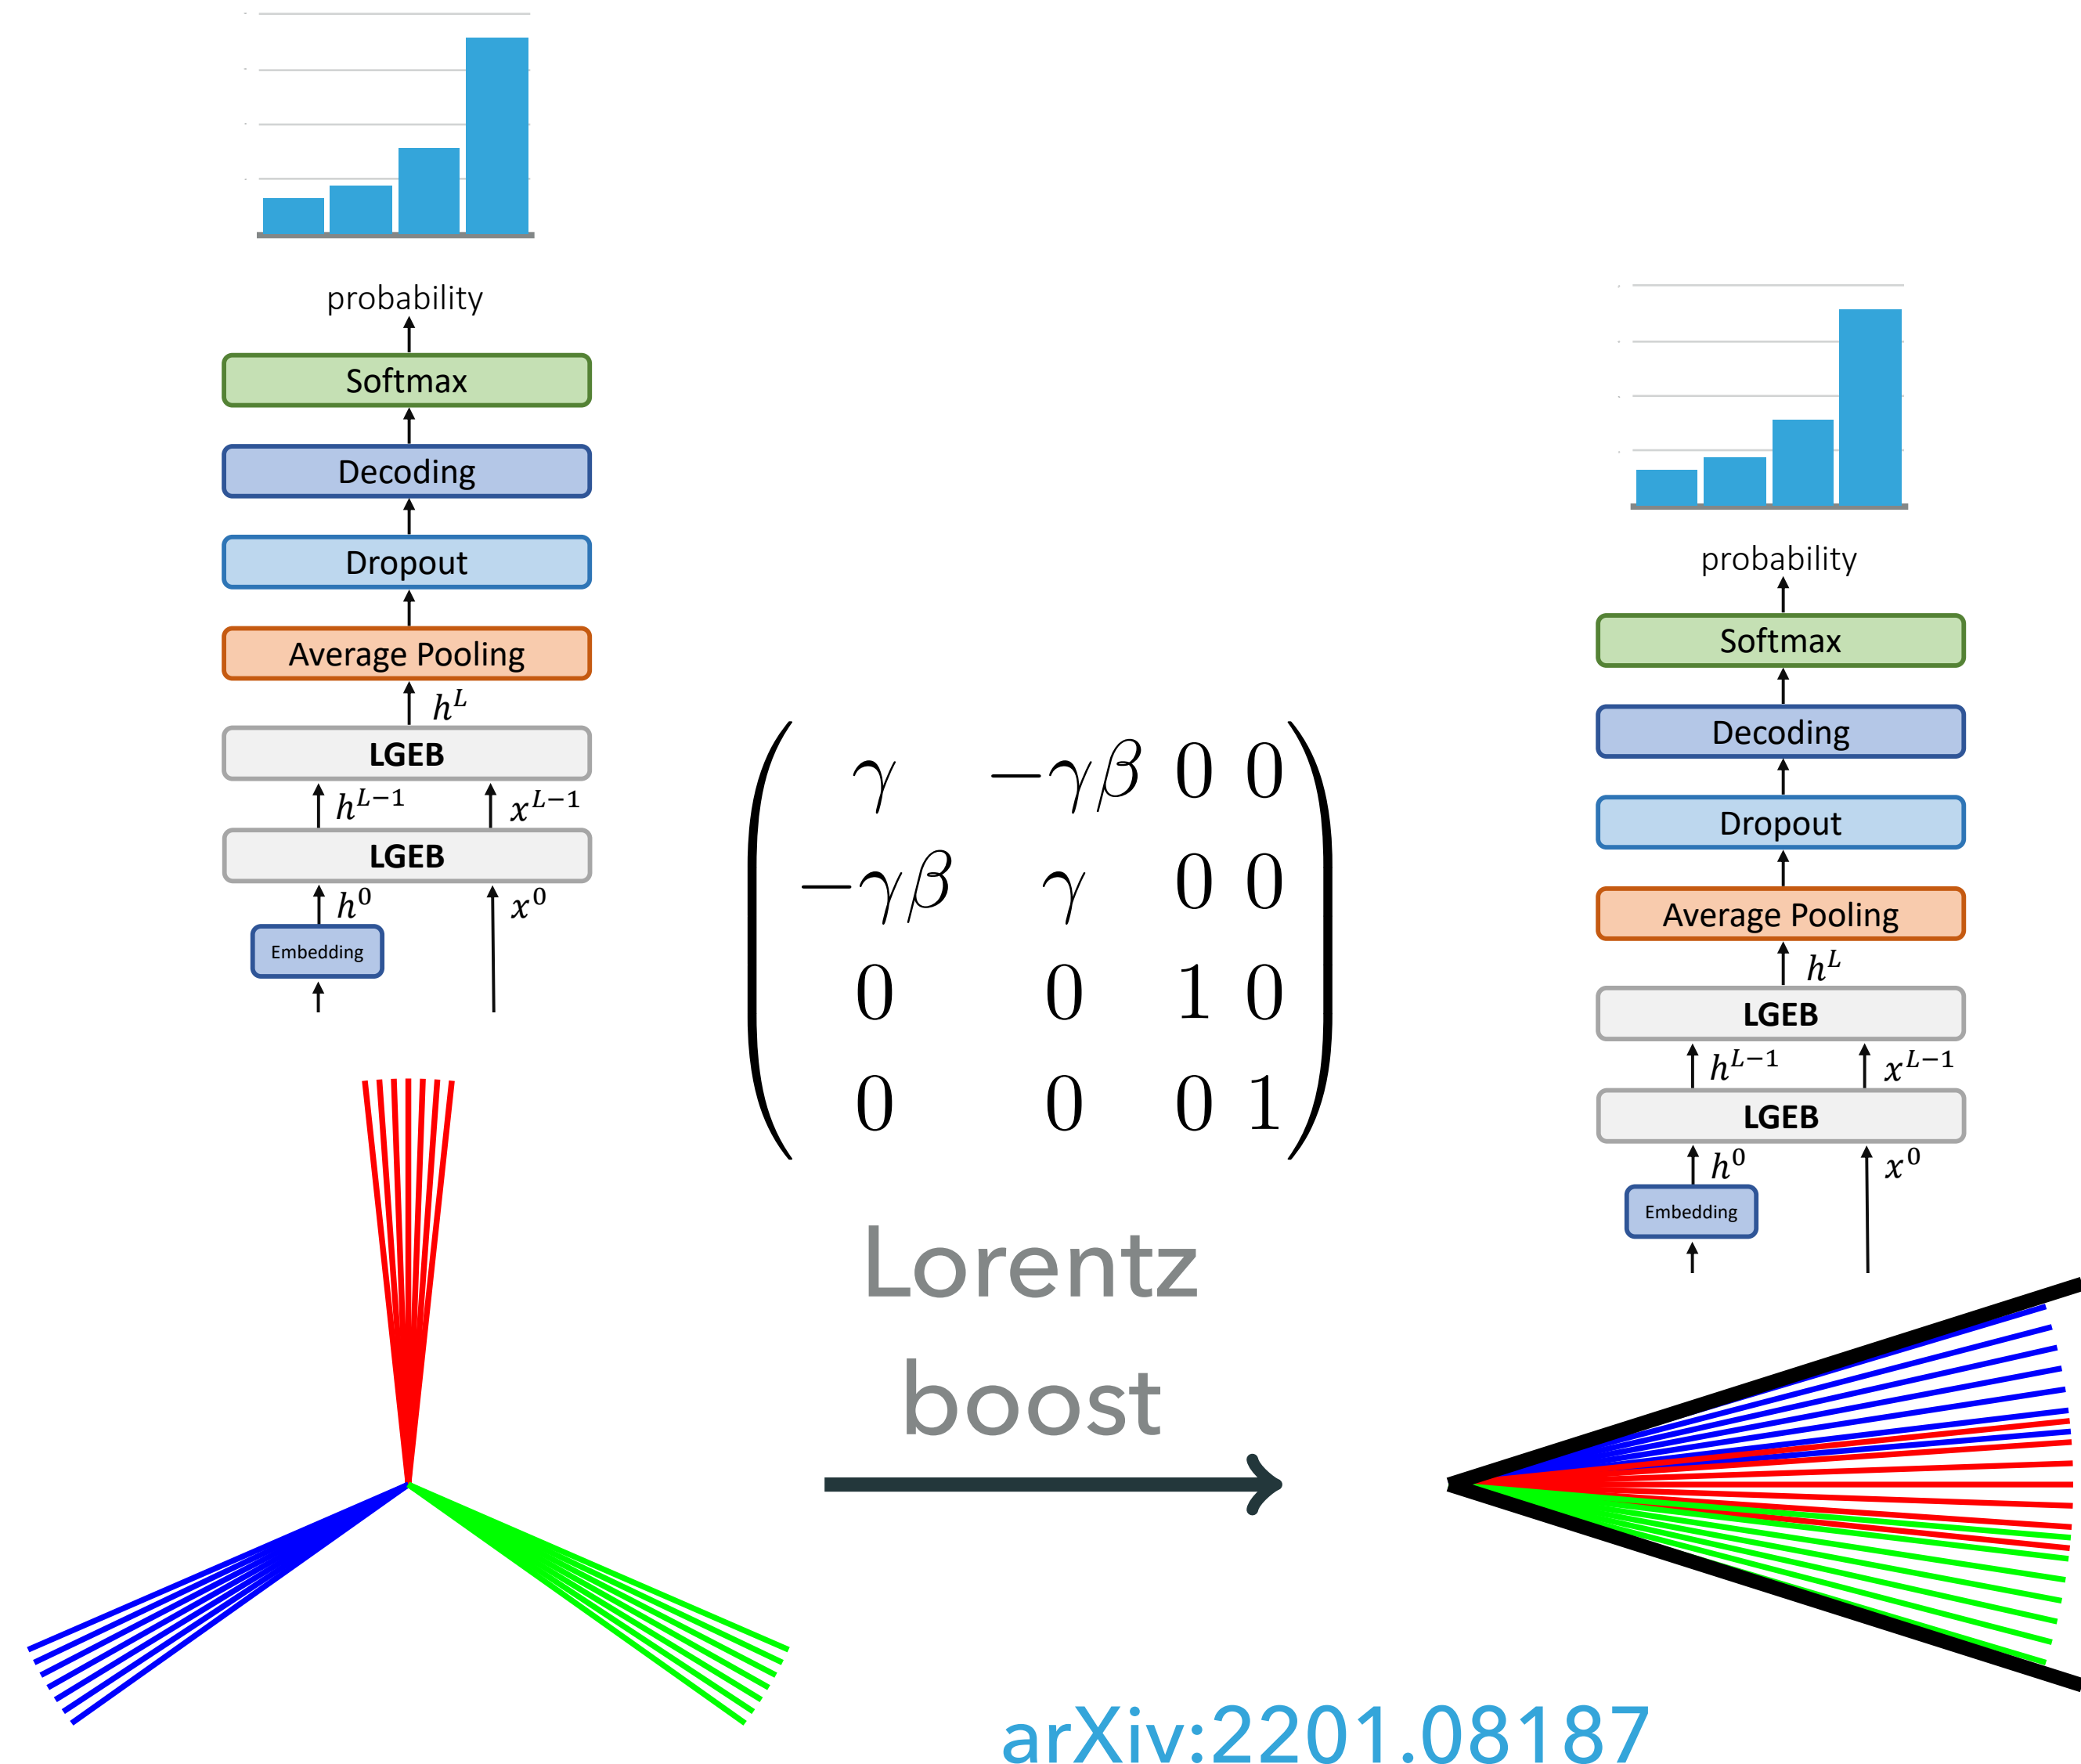 probability
Softmax
Decoding
Dropout
Average Pooling
h^L
LGEB
h^{L−1} x^{L−1}
LGEB
h^0 x^0
Embedding
γ −γβ 0 0
−γβ γ 0 0
0 0 1 0
0 0 0 1
Lorentz
boost
probability
Softmax
Decoding
Dropout
Average Pooling
h^L
LGEB
h^{L−1} x^{L−1}
LGEB
h^0 x^0
Embedding
arXiv:2201.08187